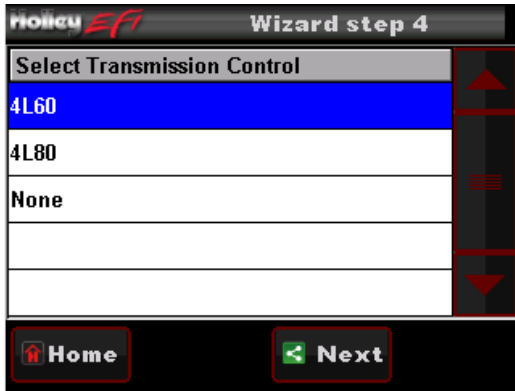 Holley EFI Wizard step 4
Select Transmission Control
4L60
4L80
None
Home Next